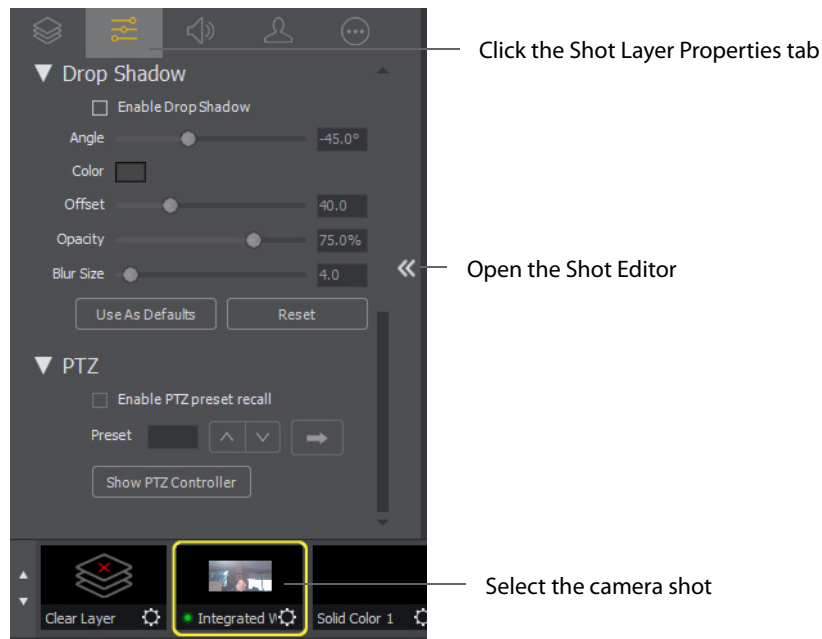 Click the Shot Layer Properties tab
Drop Shadow
Enable Drop Shadow
Angle -45.0°
Color
Offset 40.0
Opacity 75.0%
Open the Shot Editor
Blur Size 4.0
Use As Defaults Reset
PTZ
Enable PTZ preset recall
Preset
Show PTZ Controller
Select the camera shot
Clear Layer Integrated Solid Color 1